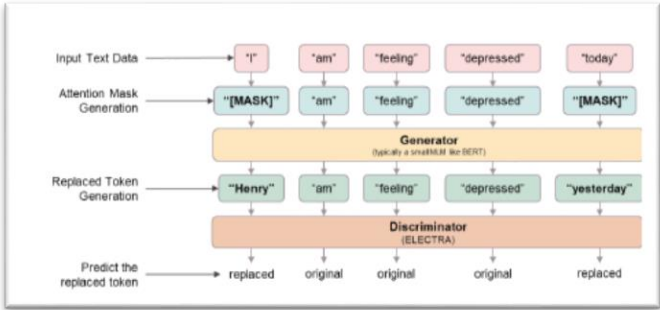 Input Text Data "I" "am" "feeling" "depressed" "today"
Attention Mask
Generation
"[MASK]" "am" "feeling" "depressed" "[MASK]"
Generator
(typically a small MLM like BERT)
Replaced Token
Generation
"Henry" "am" "feeling" "depressed" "yesterday"
Discriminator
(ELECTRA)
Predict the
replaced token
replaced original original original replaced